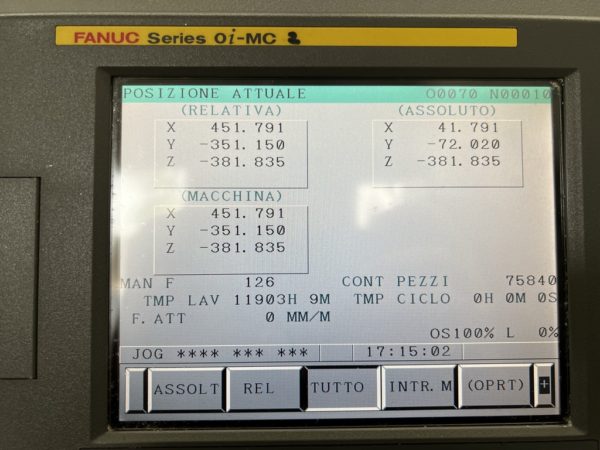 FANUC Series 0i-MC
POSIZIONE ATTUALE O0070 N00010
(RELATIVA) (ASSOLUTO)
X 451.791 X 41.791
Y -351.150 Y -72.020
Z -381.835 Z -381.835
(MACCHINA)
X 451.791
Y -351.150
Z -381.835
MAN F 126 CONT PEZZI 75840
TMP LAV 11903H 9M TMP CICLO 0H 0M 0S
F. ATT 0 MM/M
OS100% L 0%
JOG **** *** *** 17:15:02
ASSOLT REL TUTTO INTR.M (OPRT) +